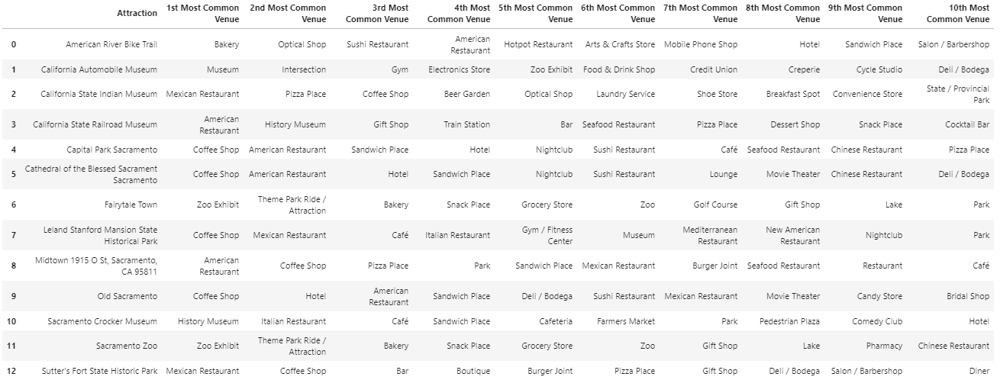 Attraction 1st Most Common Venue 2nd Most Common Venue 3rd Most Common Venue 4th Most Common Venue 5th Most Common Venue 6th Most Common Venue 7th Most Common Venue 8th Most Common Venue 9th Most Common Venue 10th Most Common Venue
0 American River Bike Trail Bakery Optical Shop Sushi Restaurant American Restaurant Hotpot Restaurant Arts & Crafts Store Mobile Phone Shop Hotel Sandwich Place Salon / Barbershop
1 California Automobile Museum Museum Intersection Gym Electronics Store Zoo Exhibit Food & Drink Shop Credit Union Creperie Cycle Studio Deli / Bodega
2 California State Indian Museum Mexican Restaurant Pizza Place Coffee Shop Beer Garden Optical Shop Laundry Service Shoe Store Breakfast Spot Convenience Store State / Provincial Park
3 California State Railroad Museum American Restaurant History Museum Gift Shop Train Station Bar Seafood Restaurant Pizza Place Dessert Shop Snack Place Cocktail Bar
4 Capital Park Sacramento Coffee Shop American Restaurant Sandwich Place Hotel Nightclub Sushi Restaurant Café Seafood Restaurant Chinese Restaurant Pizza Place
5 Cathedral of the Blessed Sacrament Sacramento Coffee Shop American Restaurant Hotel Sandwich Place Nightclub Sushi Restaurant Lounge Movie Theater Chinese Restaurant Deli / Bodega
6 Fairytale Town Zoo Exhibit Theme Park Ride / Attraction Bakery Snack Place Grocery Store Zoo Golf Course Gift Shop Lake Park
7 Leland Stanford Mansion State Historical Park Coffee Shop Mexican Restaurant Café Italian Restaurant Gym / Fitness Center Museum Mediterranean Restaurant New American Restaurant Nightclub Park
8 Midtown 1915 O St, Sacramento, CA 95811 American Restaurant Coffee Shop Pizza Place Park Sandwich Place Mexican Restaurant Burger Joint Seafood Restaurant Restaurant Café
9 Old Sacramento Coffee Shop Hotel American Restaurant Sandwich Place Deli / Bodega Sushi Restaurant Mexican Restaurant Movie Theater Candy Store Bridal Shop
10 Sacramento Crocker Museum History Museum Italian Restaurant Café Sandwich Place Cafeteria Farmers Market Park Pedestrian Plaza Comedy Club Hotel
11 Sacramento Zoo Zoo Exhibit Theme Park Ride / Attraction Bakery Snack Place Grocery Store Zoo Gift Shop Lake Pharmacy Chinese Restaurant
12 Sutter's Fort State Historic Park Mexican Restaurant Coffee Shop Bar Boutique Burger Joint Pizza Place Gift Shop Deli / Bodega Salon / Barbershop Diner